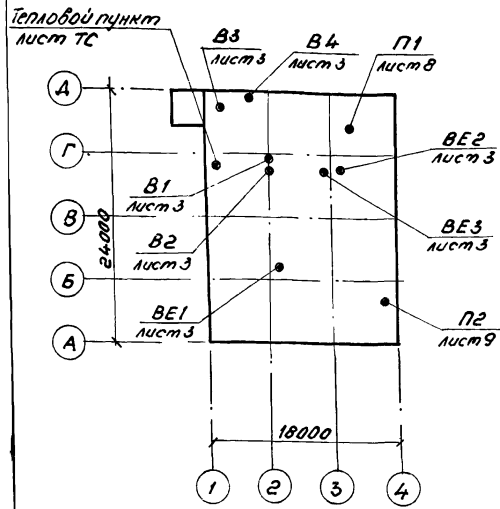 Тепловой пункт
лист ТС
В3
лист 3
В4
лист 3
П1
лист 8
Д
Г
ВЕ2
лист 3
В1
лист 3
ВЕ3
лист 3
В
В2
лист 3
24000
Б
ВЕ1
лист 3
П2
лист 9
А
18000
1
2
3
4